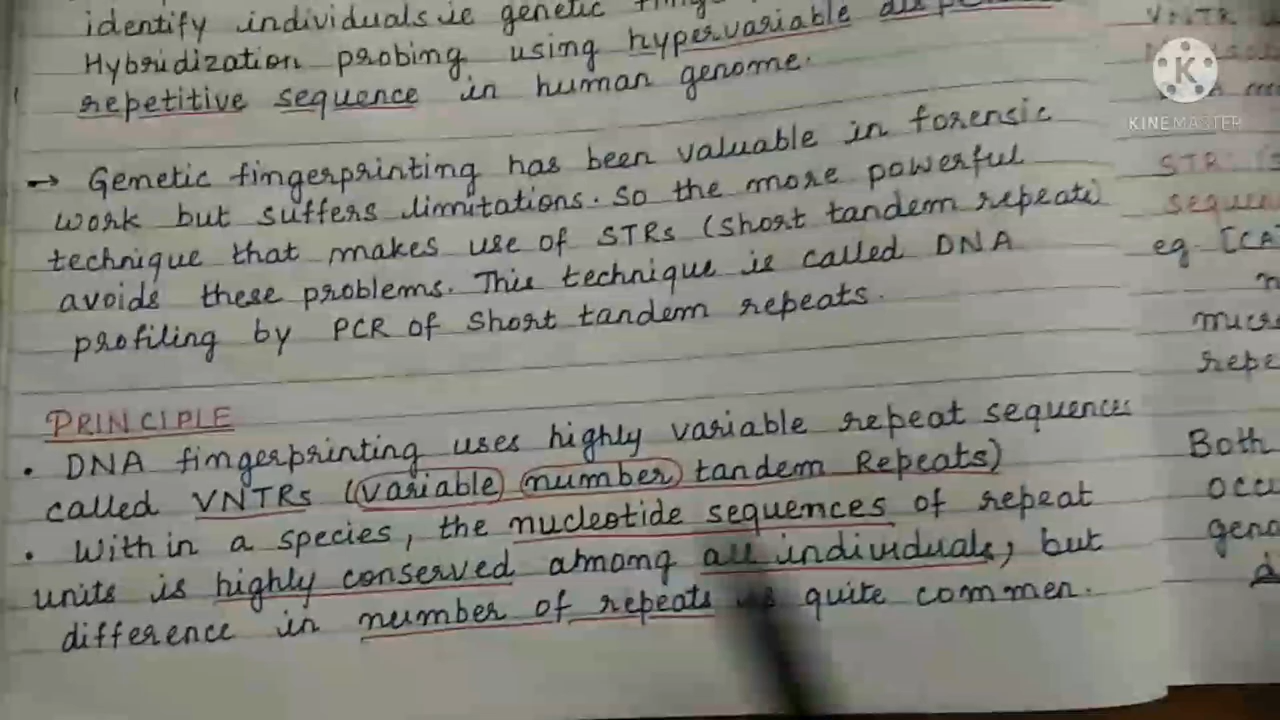 identify individuals ie genetic
Hybridization probing using hypervariable
repetitive sequence in human genome.
→ Genetic fingerprinting has been valuable in forensic
work but suffers limitations. So the more powerful
technique that makes use of STRs (short tandem repeats)
avoids these problems. This technique is called DNA
profiling by PCR of short tandem repeats.
PRINCIPLE
• DNA fingerprinting uses highly variable repeat sequences
called VNTRs (variable number tandem Repeats)
• Within a species, the nucleotide sequences of repeat
units is highly conserved among all individuals, but
difference in number of repeats quite commen.
VNTR
STR
eg. [CA
Both
K
KINEMASTER